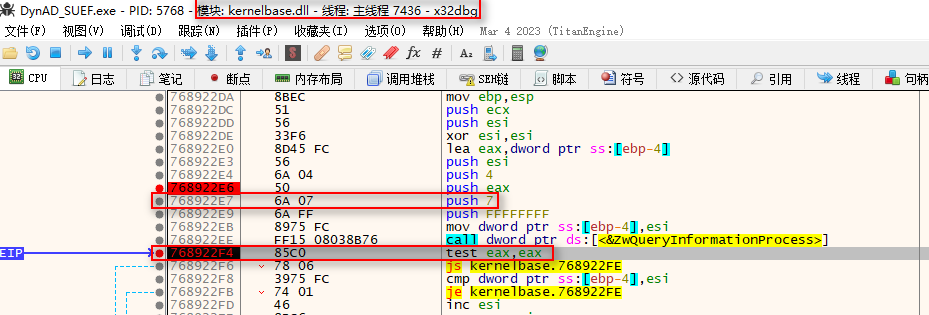 DynAD_SUEF.exe - PID: 5768 - 模块: kernelbase.dll - 线程: 主线程 7436 - x32dbg
文件(F) 视图(V) 调试(D) 跟踪(N) 插件(P) 收藏夹(I) 选项(O) 帮助(H) Mar 4 2023 (TitanEngine)
CPU 日志 笔记 断点 内存布局 调用堆栈 SEH链 脚本 符号 源代码 引用 线程 句柄
768922DA 8BEC mov ebp,esp
768922DC 51 push ecx
768922DD 56 push esi
768922DE 33F6 xor esi,esi
768922E0 8D45 FC lea eax,dword ptr ss:[ebp-4]
768922E3 56 push esi
768922E4 6A 04 push 4
768922E6 50 push eax
768922E7 6A 07 push 7
768922E9 6A FF push FFFFFFFF
768922EB 8975 FC mov dword ptr ss:[ebp-4],esi
768922EE FF15 08038B76 call dword ptr ds:[<&ZwQueryInformationProcess>]
EIP 768922F4 85C0 test eax,eax
768922F6 78 06 js kernelbase.768922FE
768922F8 3975 FC cmp dword ptr ss:[ebp-4],esi
768922FB 74 01 je kernelbase.768922FE
768922FD 46 inc esi